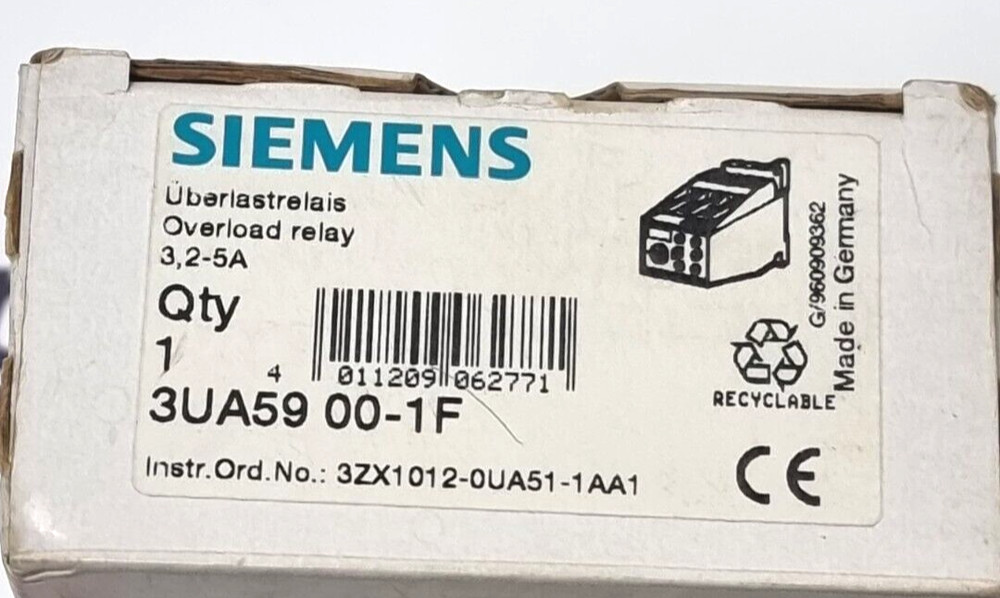 SIEMENS
Überlastrelais
Overload relay
3,2-5A
Qty
1
4 011209 062771
3UA59 00-1F
Instr.Ord.No.: 3ZX1012-0UA51-1AA1
G/960909362
Made in Germany
RECYCLABLE
CE